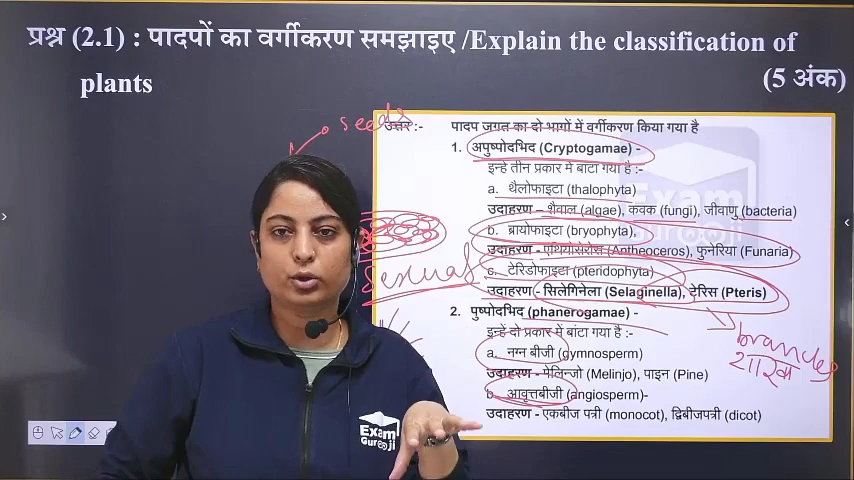 प्रश्न (2.1) : पादपों का वर्गीकरण समझाइए /Explain the classification of
plants
(5 अंक)
seeds
उत्तर :- पादप जगत का दो भागों में वर्गीकरण किया गया है
1. अपुष्पोदभिद (Cryptogamae) -
इन्हें तीन प्रकार में बांटा गया है :-
a. थैलोफाइटा (thalophyta)
उदाहरण – शैवाल (algae), कवक (fungi), जीवाणु (bacteria)
b. ब्रायोफाइटा (bryophyta).
उदाहरण – एंथियोसेरोस (Antheoceros), फुनेरिया (Funaria)
c. टेरिडोफाइटा (pteridophyta)
उदाहरण – सिलेगिनेला (Selaginella), टेरिस (Pteris)
2. पुष्पोदभिद (phanerogamae) -
इन्हें दो प्रकार में बांटा गया है :-
a. नग्न बीजी (gymnosperm)
उदाहरण – मेलिन्जो (Melinjo), पाइन (Pine)
b. आवृत्तबीजी (angiosperm)-
उदाहरण – एकबीज पत्री (monocot), द्विबीजपत्री (dicot)
Sexual
branches
शाखा
Exam
Guruji
Exam
Guruji